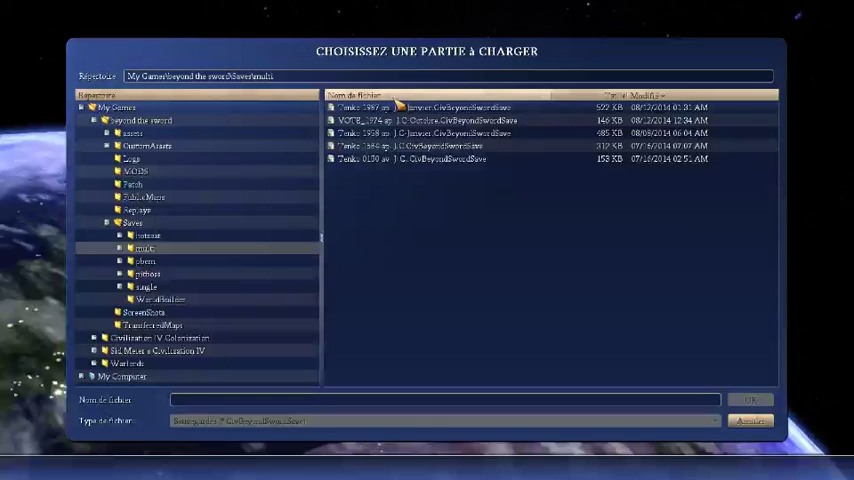 CHOISISSEZ UNE PARTIE à CHARGER
Répertoire My Games\beyond the sword\Saves\multi
Répertoire
My Games
beyond the sword
assets
CustomAssets
Logs
MODS
Patch
PublicMaps
Replays
Saves
hotseat
multi
pbem
pitboss
single
WorldBuilder
ScreenShots
TransferredMaps
Civilization IV Colonization
Sid Meier s Civilization IV
Warlords
My Computer
Nom de fichier Taille Modifié
Tenko 1987 ap J.C-Janvier.CivBeyondSwordSave 522 KB 08/12/2014 01:31 AM
VOTE_1974 ap J.C-Octobre.CivBeyondSwordSave 146 KB 08/12/2014 12:34 AM
Tenko 1958 ap J.C-Janvier.CivBeyondSwordSave 485 KB 08/08/2014 06:04 AM
ap J.C.CivBeyondSwordSave 312 KB 07/16/2014 07:07 AM
Tenko 0150 av J.C..CivBeyondSwordSave 153 KB 07/16/2014 02:51 AM
Nom de fichier OK
Type de fichier: Sauvegardes (*.CivBeyondSwordSave) Annuler